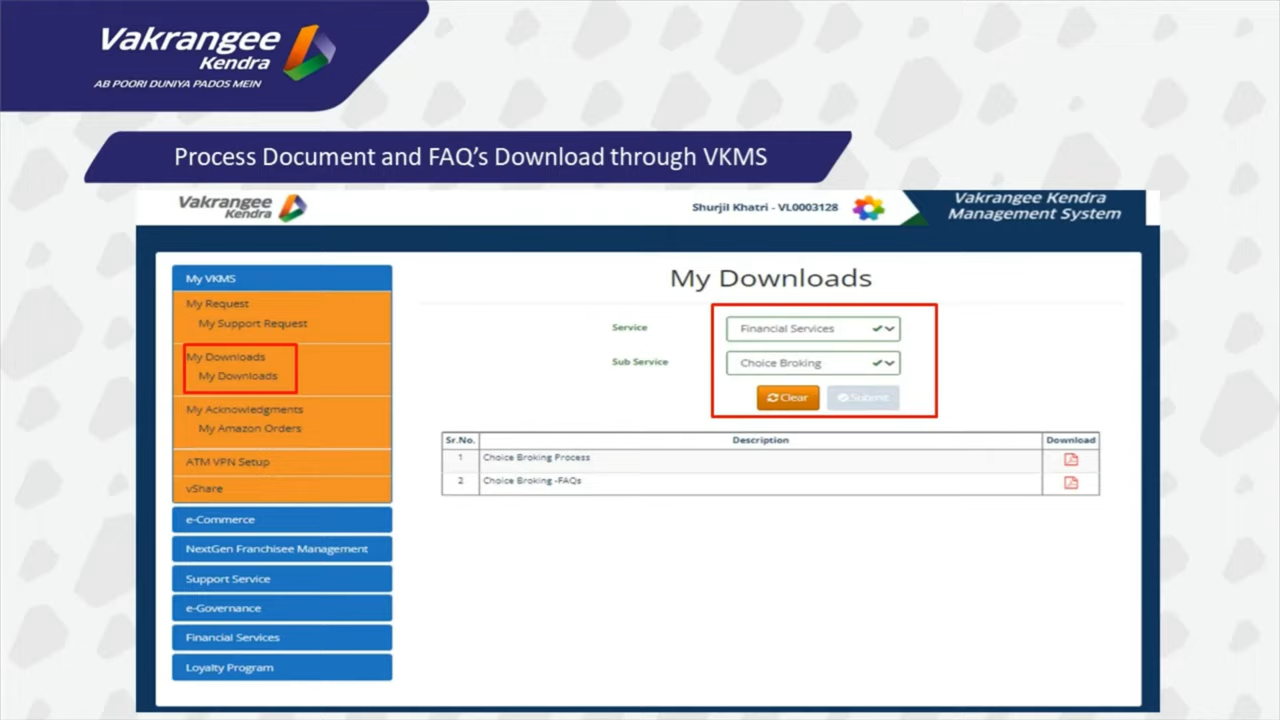 Vakrangee
Kendra
AB POORI DUNIYA PADOS MEIN
Process Document and FAQ's Download through VKMS
Vakrangee
Kendra
Shurjil Khatri - VL0003128
Vakrangee Kendra
Management System
My VKMS
My Request
My Support Request
My Downloads
My Downloads
My Acknowledgments
My Amazon Orders
ATM VPN Setup
vShare
e-Commerce
NextGen Franchisee Management
Support Service
e-Governance
Financial Services
Loyalty Program
My Downloads
Service Financial Services
Sub Service Choice Broking
Clear Submit
Sr.No. Description Download
1 Choice Broking Process
2 Choice Broking -FAQs